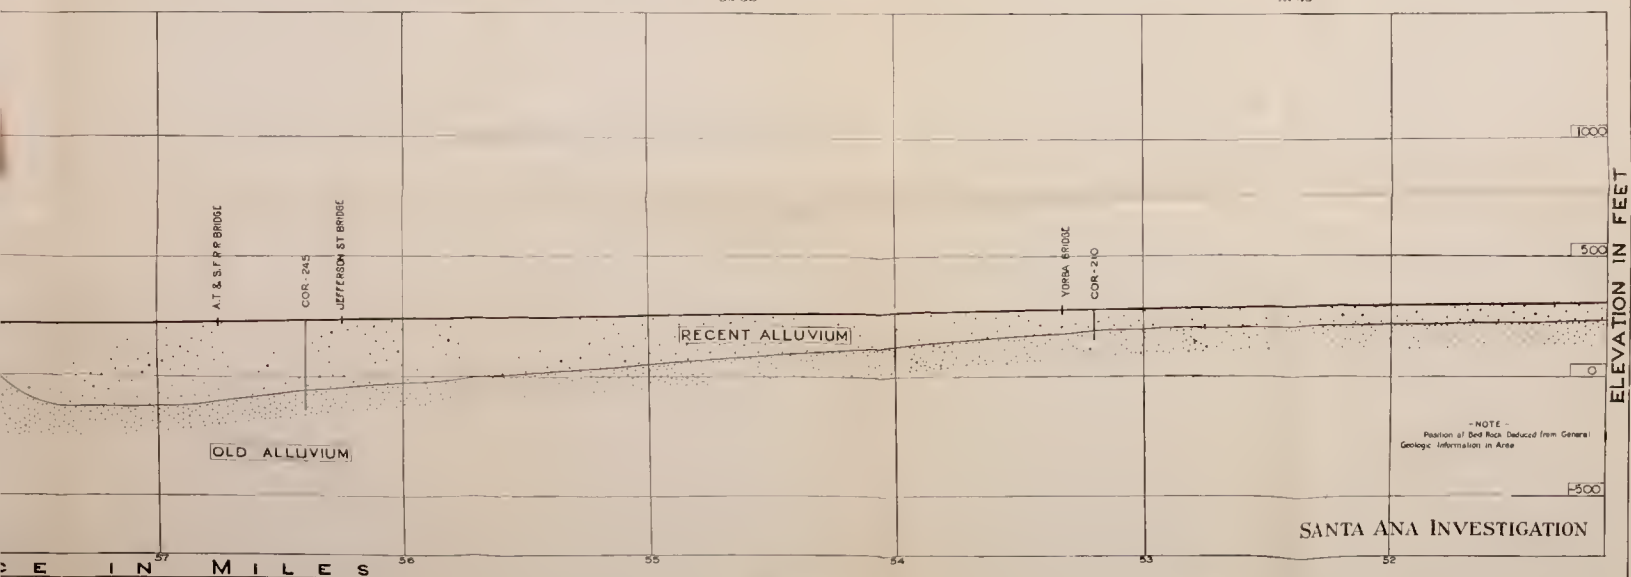 1000
ELEVATION IN FEET
500
A.T & S.F. R R BRIDGE
COR-245
JEFFERSON ST BRIDGE
YORBA BRIDGE
COR-210
RECENT ALLUVIUM
0
- NOTE -
Position of Bed Rock Deduced from General
Geologic Information in Area
OLD ALLUVIUM
-500
SANTA ANA INVESTIGATION
57 56 55 54 53 52
CE IN MILES